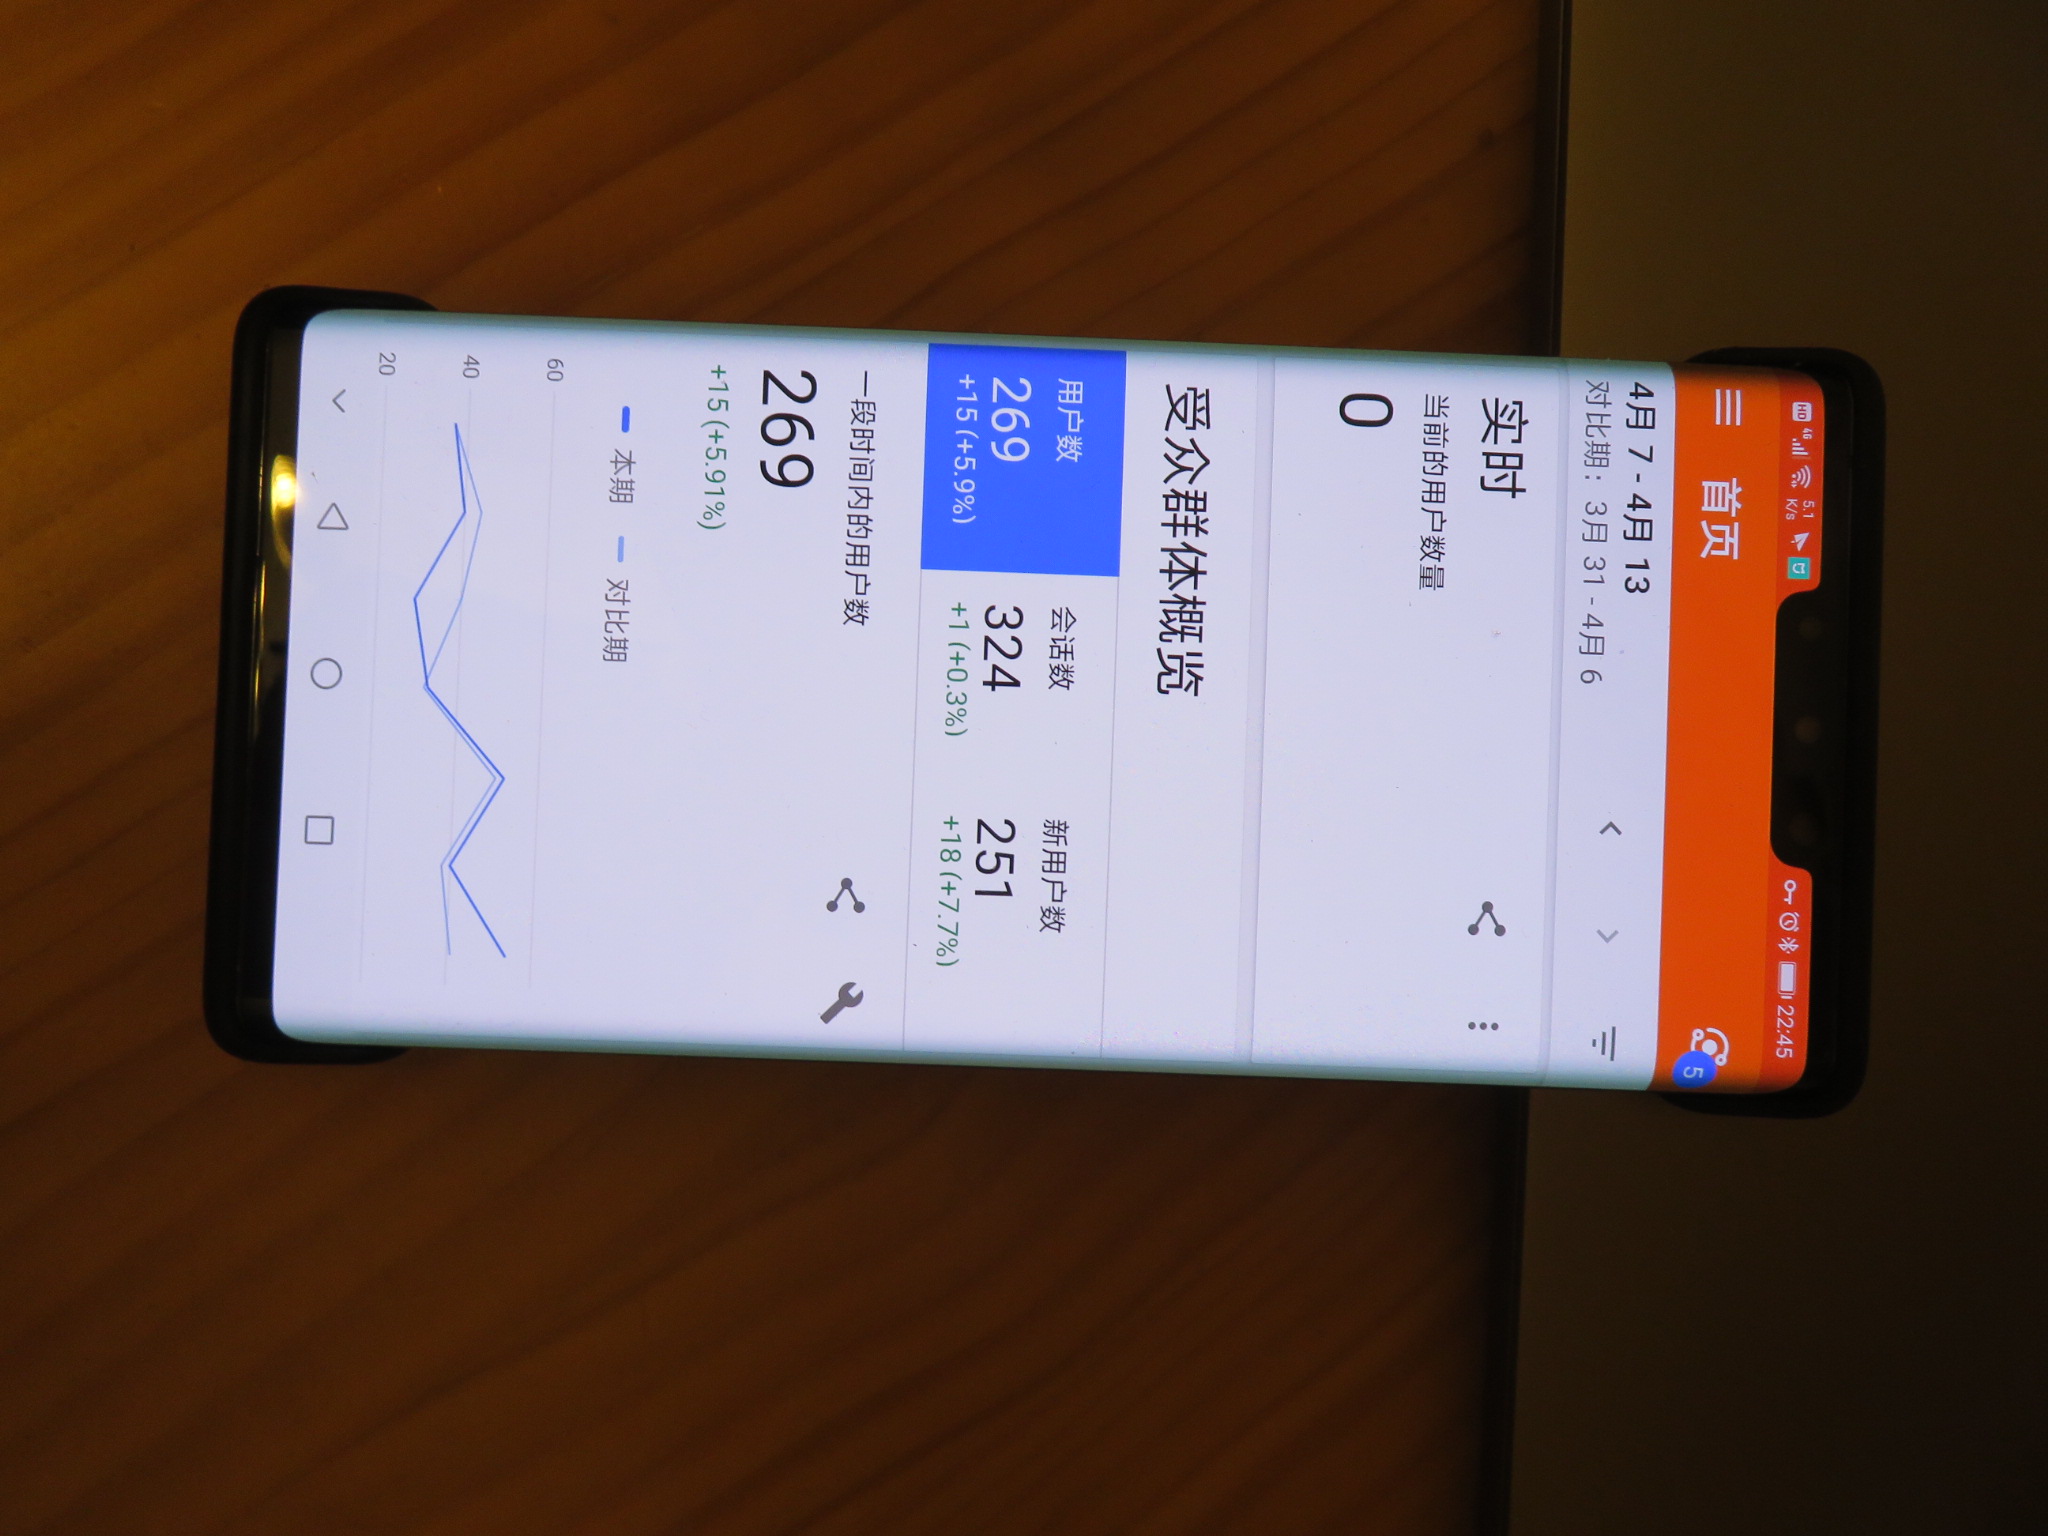 HD 4G 5.1 K/s 22:45
首页
5
4月 7 - 4月 13
对比期： 3月 31 - 4月 6
实时
当前的用户数量
0
受众群体概览
用户数 会话数 新用户数
269 324 251
+15 (+5.9%) +1 (+0.3%) +18 (+7.7%)
一段时间内的用户数
269
+15 (+5.91%)
本期 对比期
60
40
20